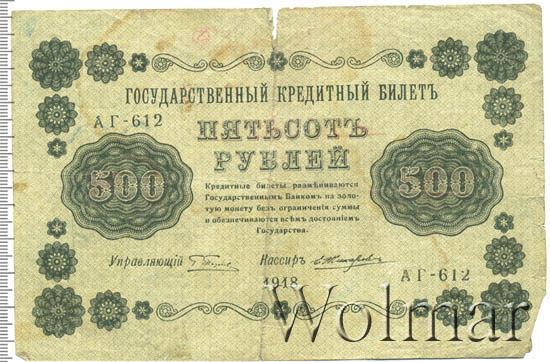 ГОСУДАРСТВЕННЫЙ КРЕДИТНЫЙ БИЛЕТЪ
АГ-612
ПЯТЬСОТЪ
РУБЛЕЙ
500
500
Кредитные билеты размѣниваются
Государственнымъ Банкомъ на золо-
тую монету безъ ограниченія суммы
и обезпечиваются всѣмъ достояніемъ
Государства.
Управляющій
Кассиръ
1918
АГ-612
Wolmar